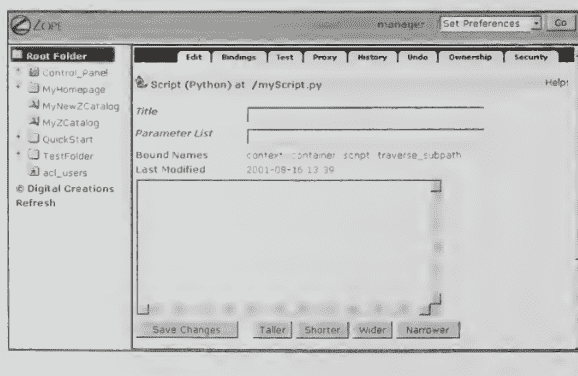 ZOPE
manager Set Preferences Go
Root Folder
Control_Panel
MyHomepage
MyNewZCatalog
MyZCatalog
QuickStart
TestFolder
acl_users
© Digital Creations
Refresh
Edit Bindings Test Proxy History Undo Ownership Security
Script (Python) at /myScript.py Help!
Title
Parameter List
Bound Names context container script traverse_subpath
Last Modified 2001-08-16 13 39
Save Changes Taller Shorter Wider Narrower